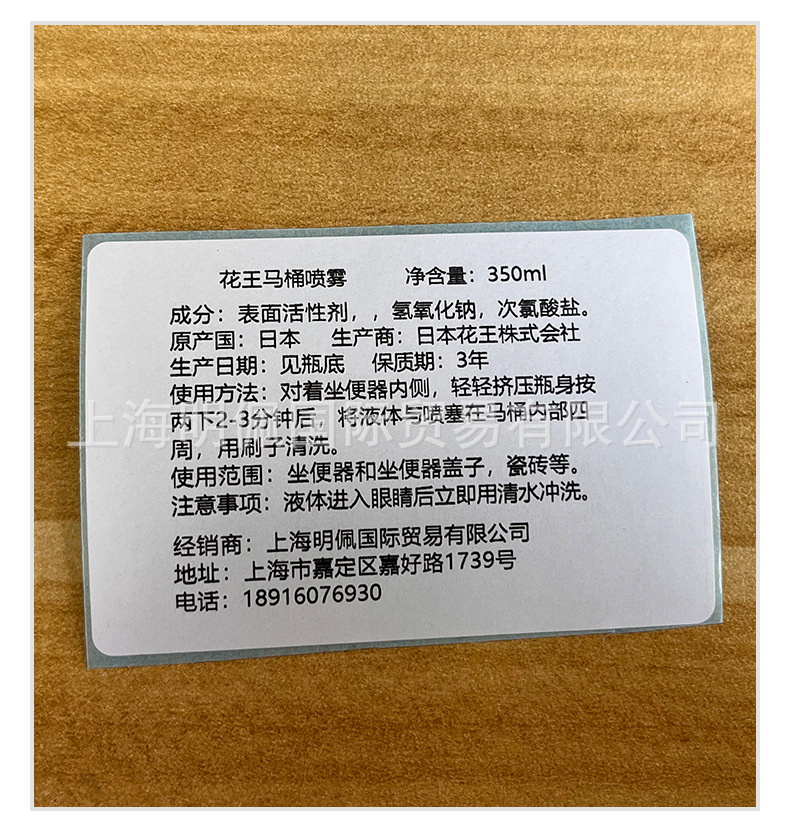 花王马桶喷雾 净含量：350ml
成分：表面活性剂，，氢氧化钠，次氯酸盐。
原产国：日本 生产商：日本花王株式会社
生产日期：见瓶底 保质期：3年
使用方法：对着坐便器内侧，轻轻挤压瓶身按
两下2-3分钟后，将液体与喷塞在马桶内部四
周，用刷子清洗。
使用范围：坐便器和坐便器盖子，瓷砖等。
注意事项：液体进入眼睛后立即用清水冲洗。
经销商：上海明佩国际贸易有限公司
地址：上海市嘉定区嘉好路1739号
电话：18916076930
上海明佩国际贸易有限公司